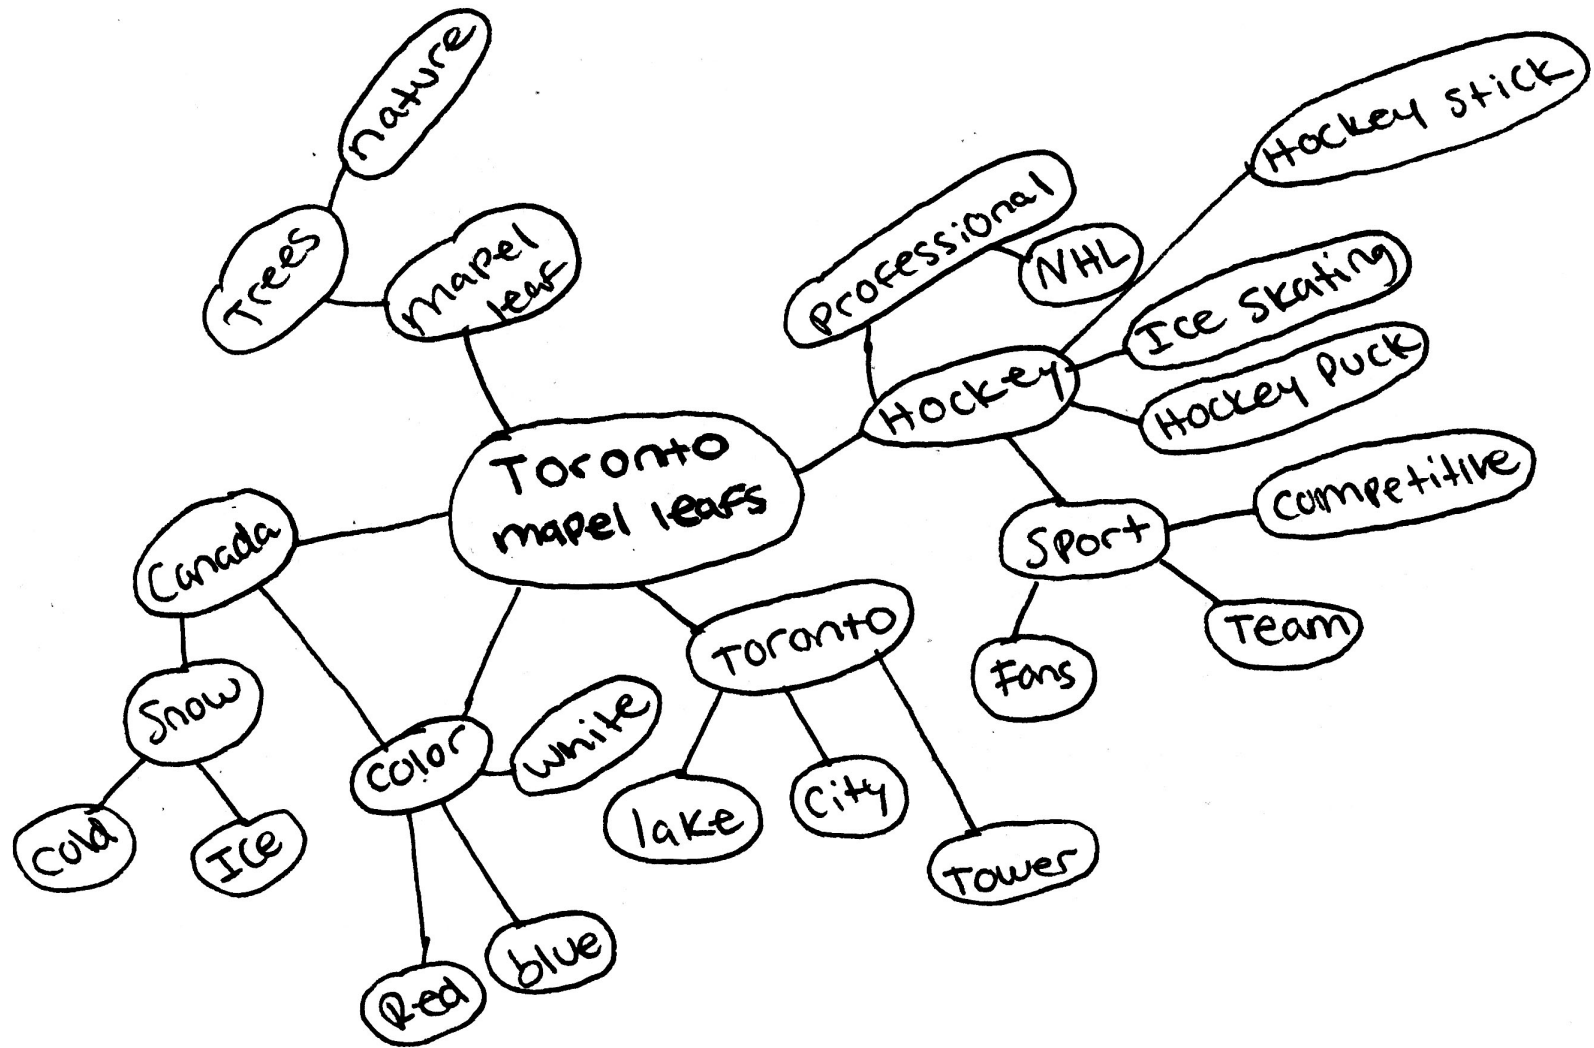 nature
Trees
mapel
leaf
Toronto
mapel leafs
Professional
NHL
Hockey stick
Ice Skating
Hockey
Hockey Puck
Sport
competitive
Team
Fans
Canada
Snow
Cold
Ice
Color
white
Red
blue
Toronto
lake
City
Tower